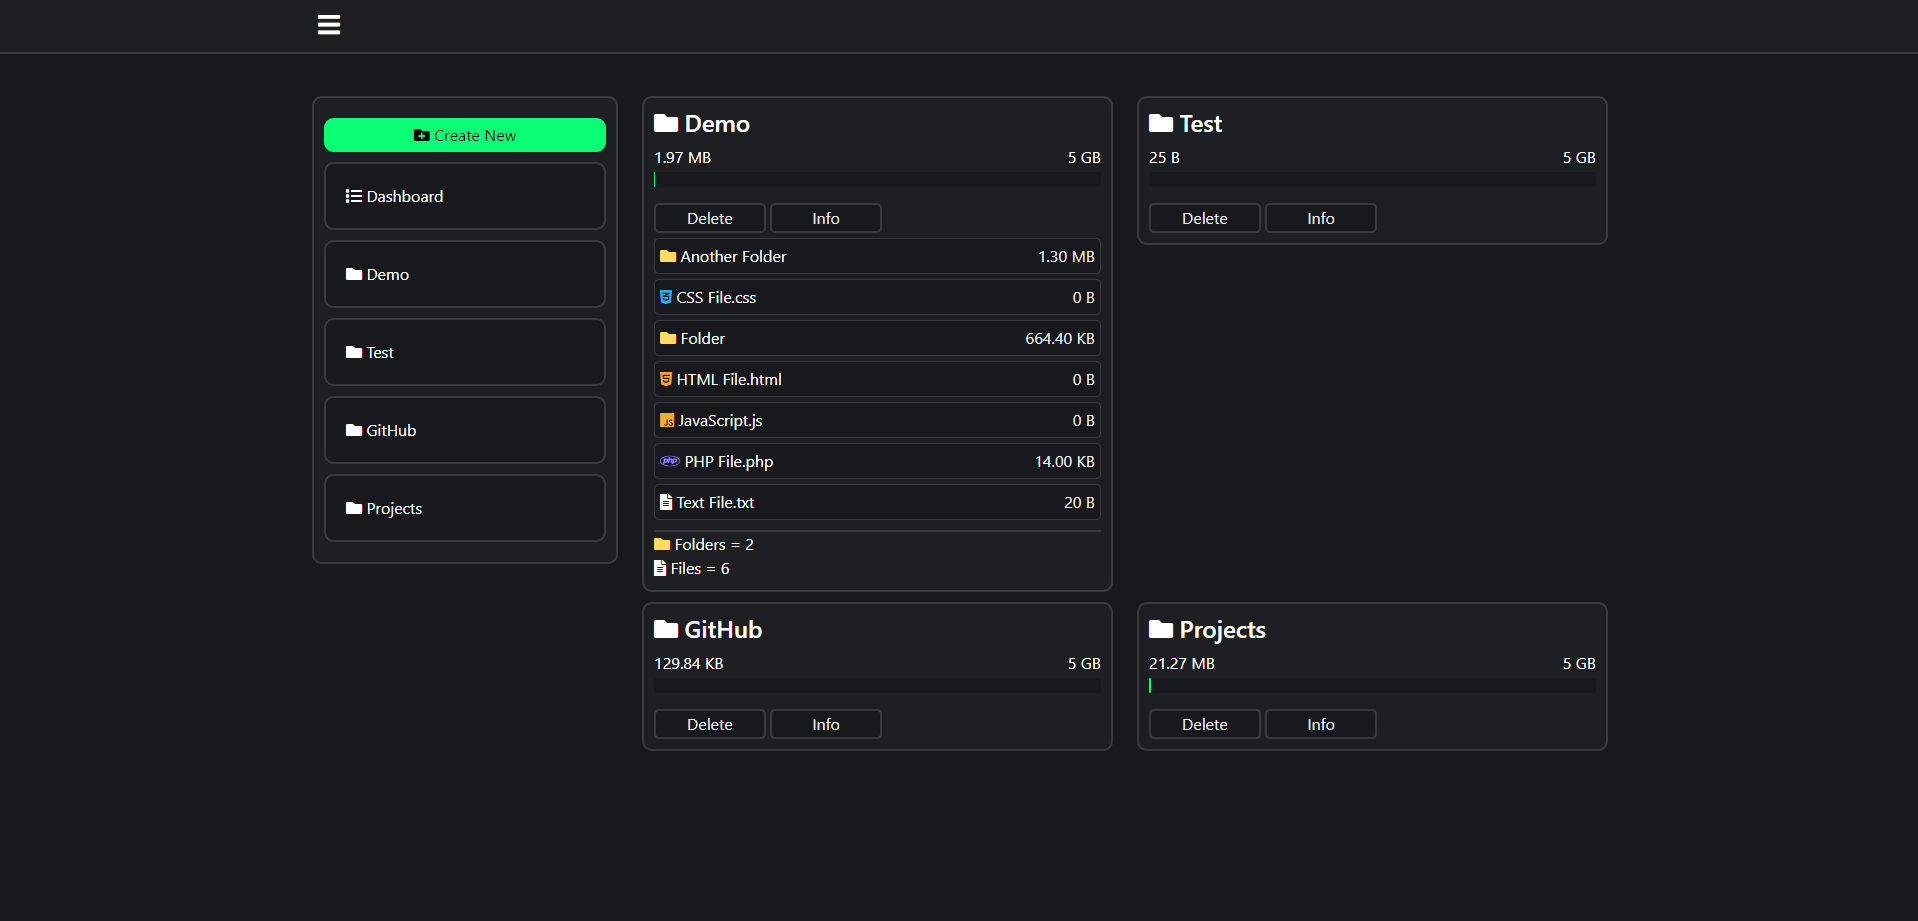 Create New
Dashboard
Demo
Test
GitHub
Projects
Demo
1.97 MB 5 GB
Delete Info
Another Folder 1.30 MB
CSS File.css 0 B
Folder 664.40 KB
HTML File.html 0 B
JS JavaScript.js 0 B
php PHP File.php 14.00 KB
Text File.txt 20 B
Folders = 2
Files = 6
Test
25 B 5 GB
Delete Info
GitHub
129.84 KB 5 GB
Delete Info
Projects
21.27 MB 5 GB
Delete Info